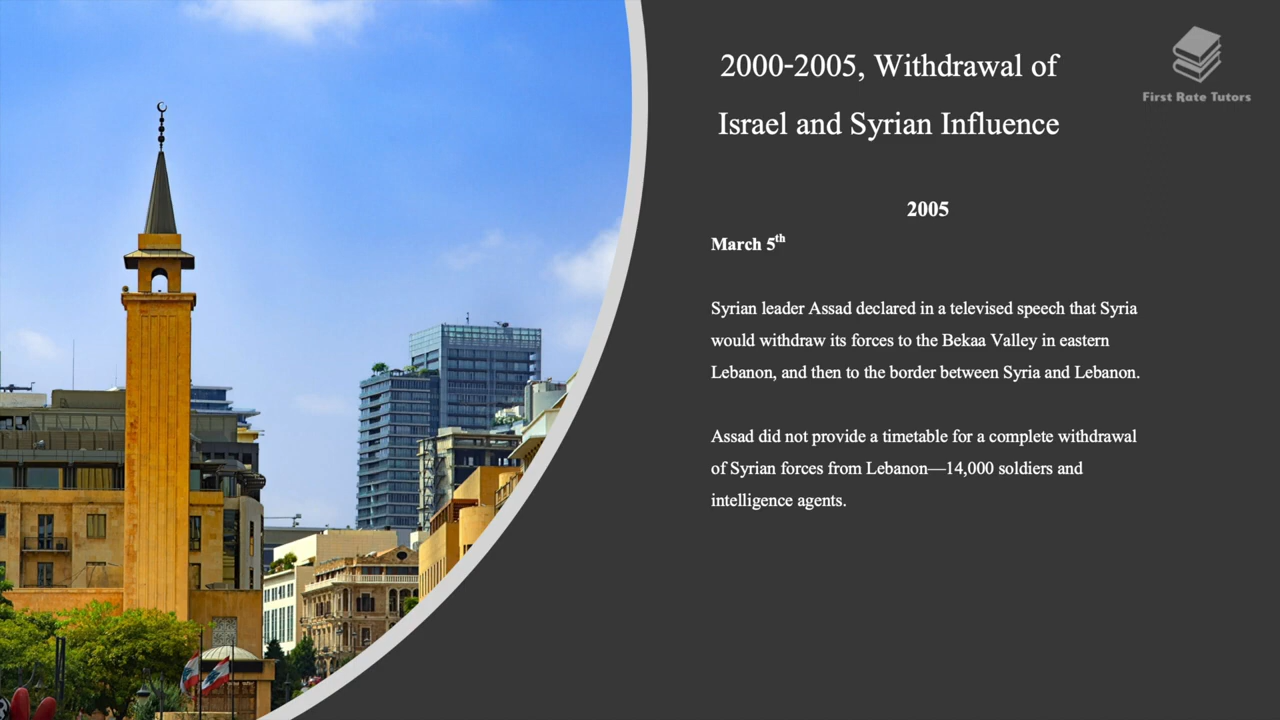 2000-2005, Withdrawal of
Israel and Syrian Influence
First Rate Tutors
2005
March 5th
Syrian leader Assad declared in a televised speech that Syria
would withdraw its forces to the Bekaa Valley in eastern
Lebanon, and then to the border between Syria and Lebanon.
Assad did not provide a timetable for a complete withdrawal
of Syrian forces from Lebanon—14,000 soldiers and
intelligence agents.